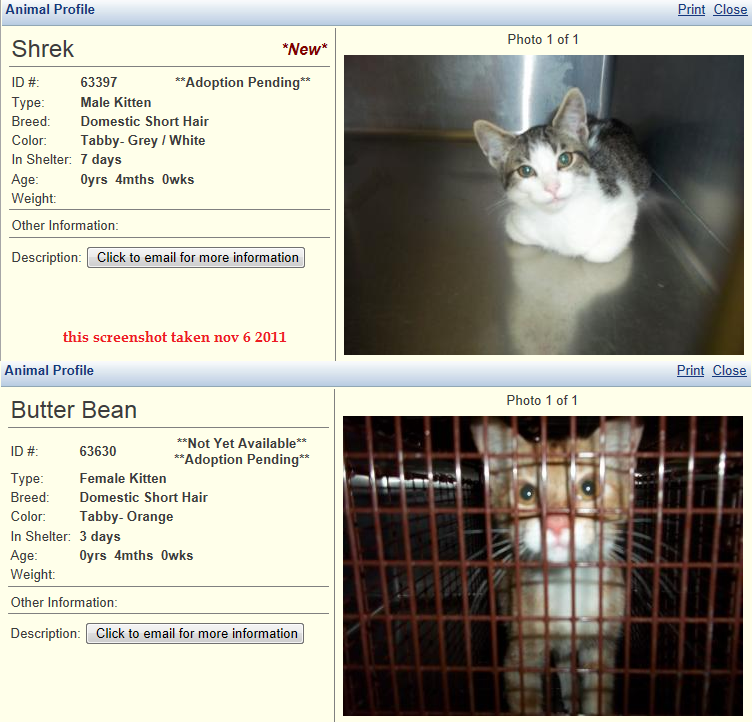 Animal Profile
Print Close
Shrek
*New*
Photo 1 of 1
ID #: 63397 **Adoption Pending**
Type: Male Kitten
Breed: Domestic Short Hair
Color: Tabby- Grey / White
In Shelter: 7 days
Age: 0yrs 4mths 0wks
Weight:
Other Information:
Description: Click to email for more information
this screenshot taken nov 6 2011
Animal Profile
Print Close
Butter Bean
Photo 1 of 1
**Not Yet Available**
ID #: 63630
**Adoption Pending**
Type: Female Kitten
Breed: Domestic Short Hair
Color: Tabby- Orange
In Shelter: 3 days
Age: 0yrs 4mths 0wks
Weight:
Other Information:
Description: Click to email for more information